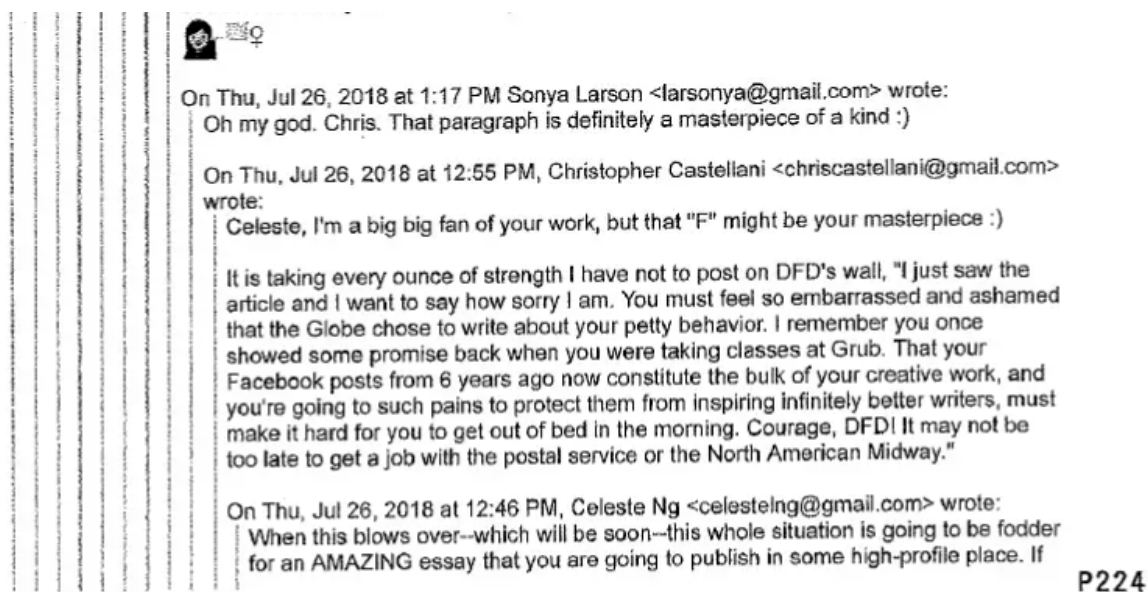 On Thu, Jul 26, 2018 at 1:17 PM Sonya Larson <larsonya@gmail.com> wrote:
Oh my god. Chris. That paragraph is definitely a masterpiece of a kind :)
On Thu, Jul 26, 2018 at 12:55 PM, Christopher Castellani <chriscastellani@gmail.com>
wrote:
Celeste, I'm a big big fan of your work, but that "F" might be your masterpiece :)
It is taking every ounce of strength I have not to post on DFD's wall, "I just saw the
article and I want to say how sorry I am. You must feel so embarrassed and ashamed
that the Globe chose to write about your petty behavior. I remember you once
showed some promise back when you were taking classes at Grub. That your
Facebook posts from 6 years ago now constitute the bulk of your creative work, and
you're going to such pains to protect them from inspiring infinitely better writers, must
make it hard for you to get out of bed in the morning. Courage, DFD! It may not be
too late to get a job with the postal service or the North American Midway."
On Thu, Jul 26, 2018 at 12:46 PM, Celeste Ng <celestelng@gmail.com> wrote:
When this blows over--which will be soon--this whole situation is going to be fodder
for an AMAZING essay that you are going to publish in some high-profile place. If
P224